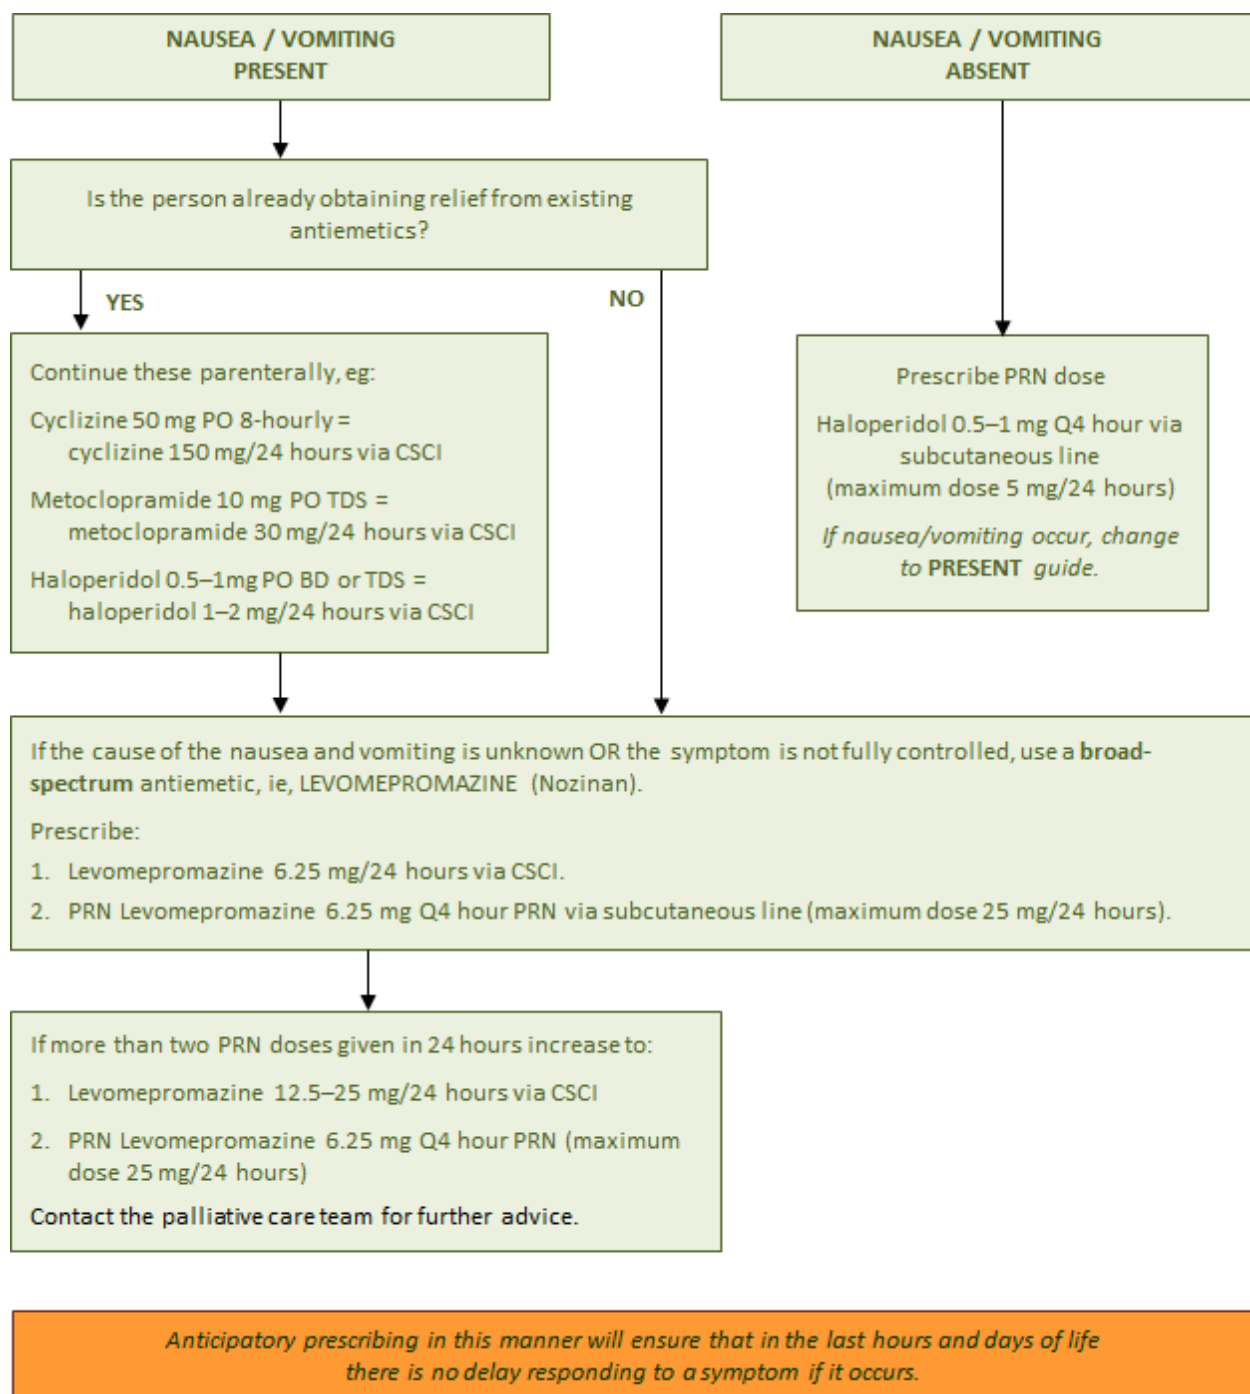 NAUSEA / VOMITING
PRESENT
NAUSEA / VOMITING
ABSENT
Is the person already obtaining relief from existing
antiemetics?
YES
NO
Continue these parenterally, eg:
Cyclizine 50 mg PO 8-hourly =
cyclizine 150 mg/24 hours via CSCI
Metoclopramide 10 mg PO TDS =
metoclopramide 30 mg/24 hours via CSCI
Haloperidol 0.5–1mg PO BD or TDS =
haloperidol 1–2 mg/24 hours via CSCI
Prescribe PRN dose
Haloperidol 0.5–1 mg Q4 hour via
subcutaneous line
(maximum dose 5 mg/24 hours)
If nausea/vomiting occur, change
to PRESENT guide.
If the cause of the nausea and vomiting is unknown OR the symptom is not fully controlled, use a broad-
spectrum antiemetic, ie, LEVOMEPROMAZINE (Nozinan).
Prescribe:
1. Levomepromazine 6.25 mg/24 hours via CSCI.
2. PRN Levomepromazine 6.25 mg Q4 hour PRN via subcutaneous line (maximum dose 25 mg/24 hours).
If more than two PRN doses given in 24 hours increase to:
1. Levomepromazine 12.5–25 mg/24 hours via CSCI
2. PRN Levomepromazine 6.25 mg Q4 hour PRN (maximum
dose 25 mg/24 hours)
Contact the palliative care team for further advice.
Anticipatory prescribing in this manner will ensure that in the last hours and days of life
there is no delay responding to a symptom if it occurs.